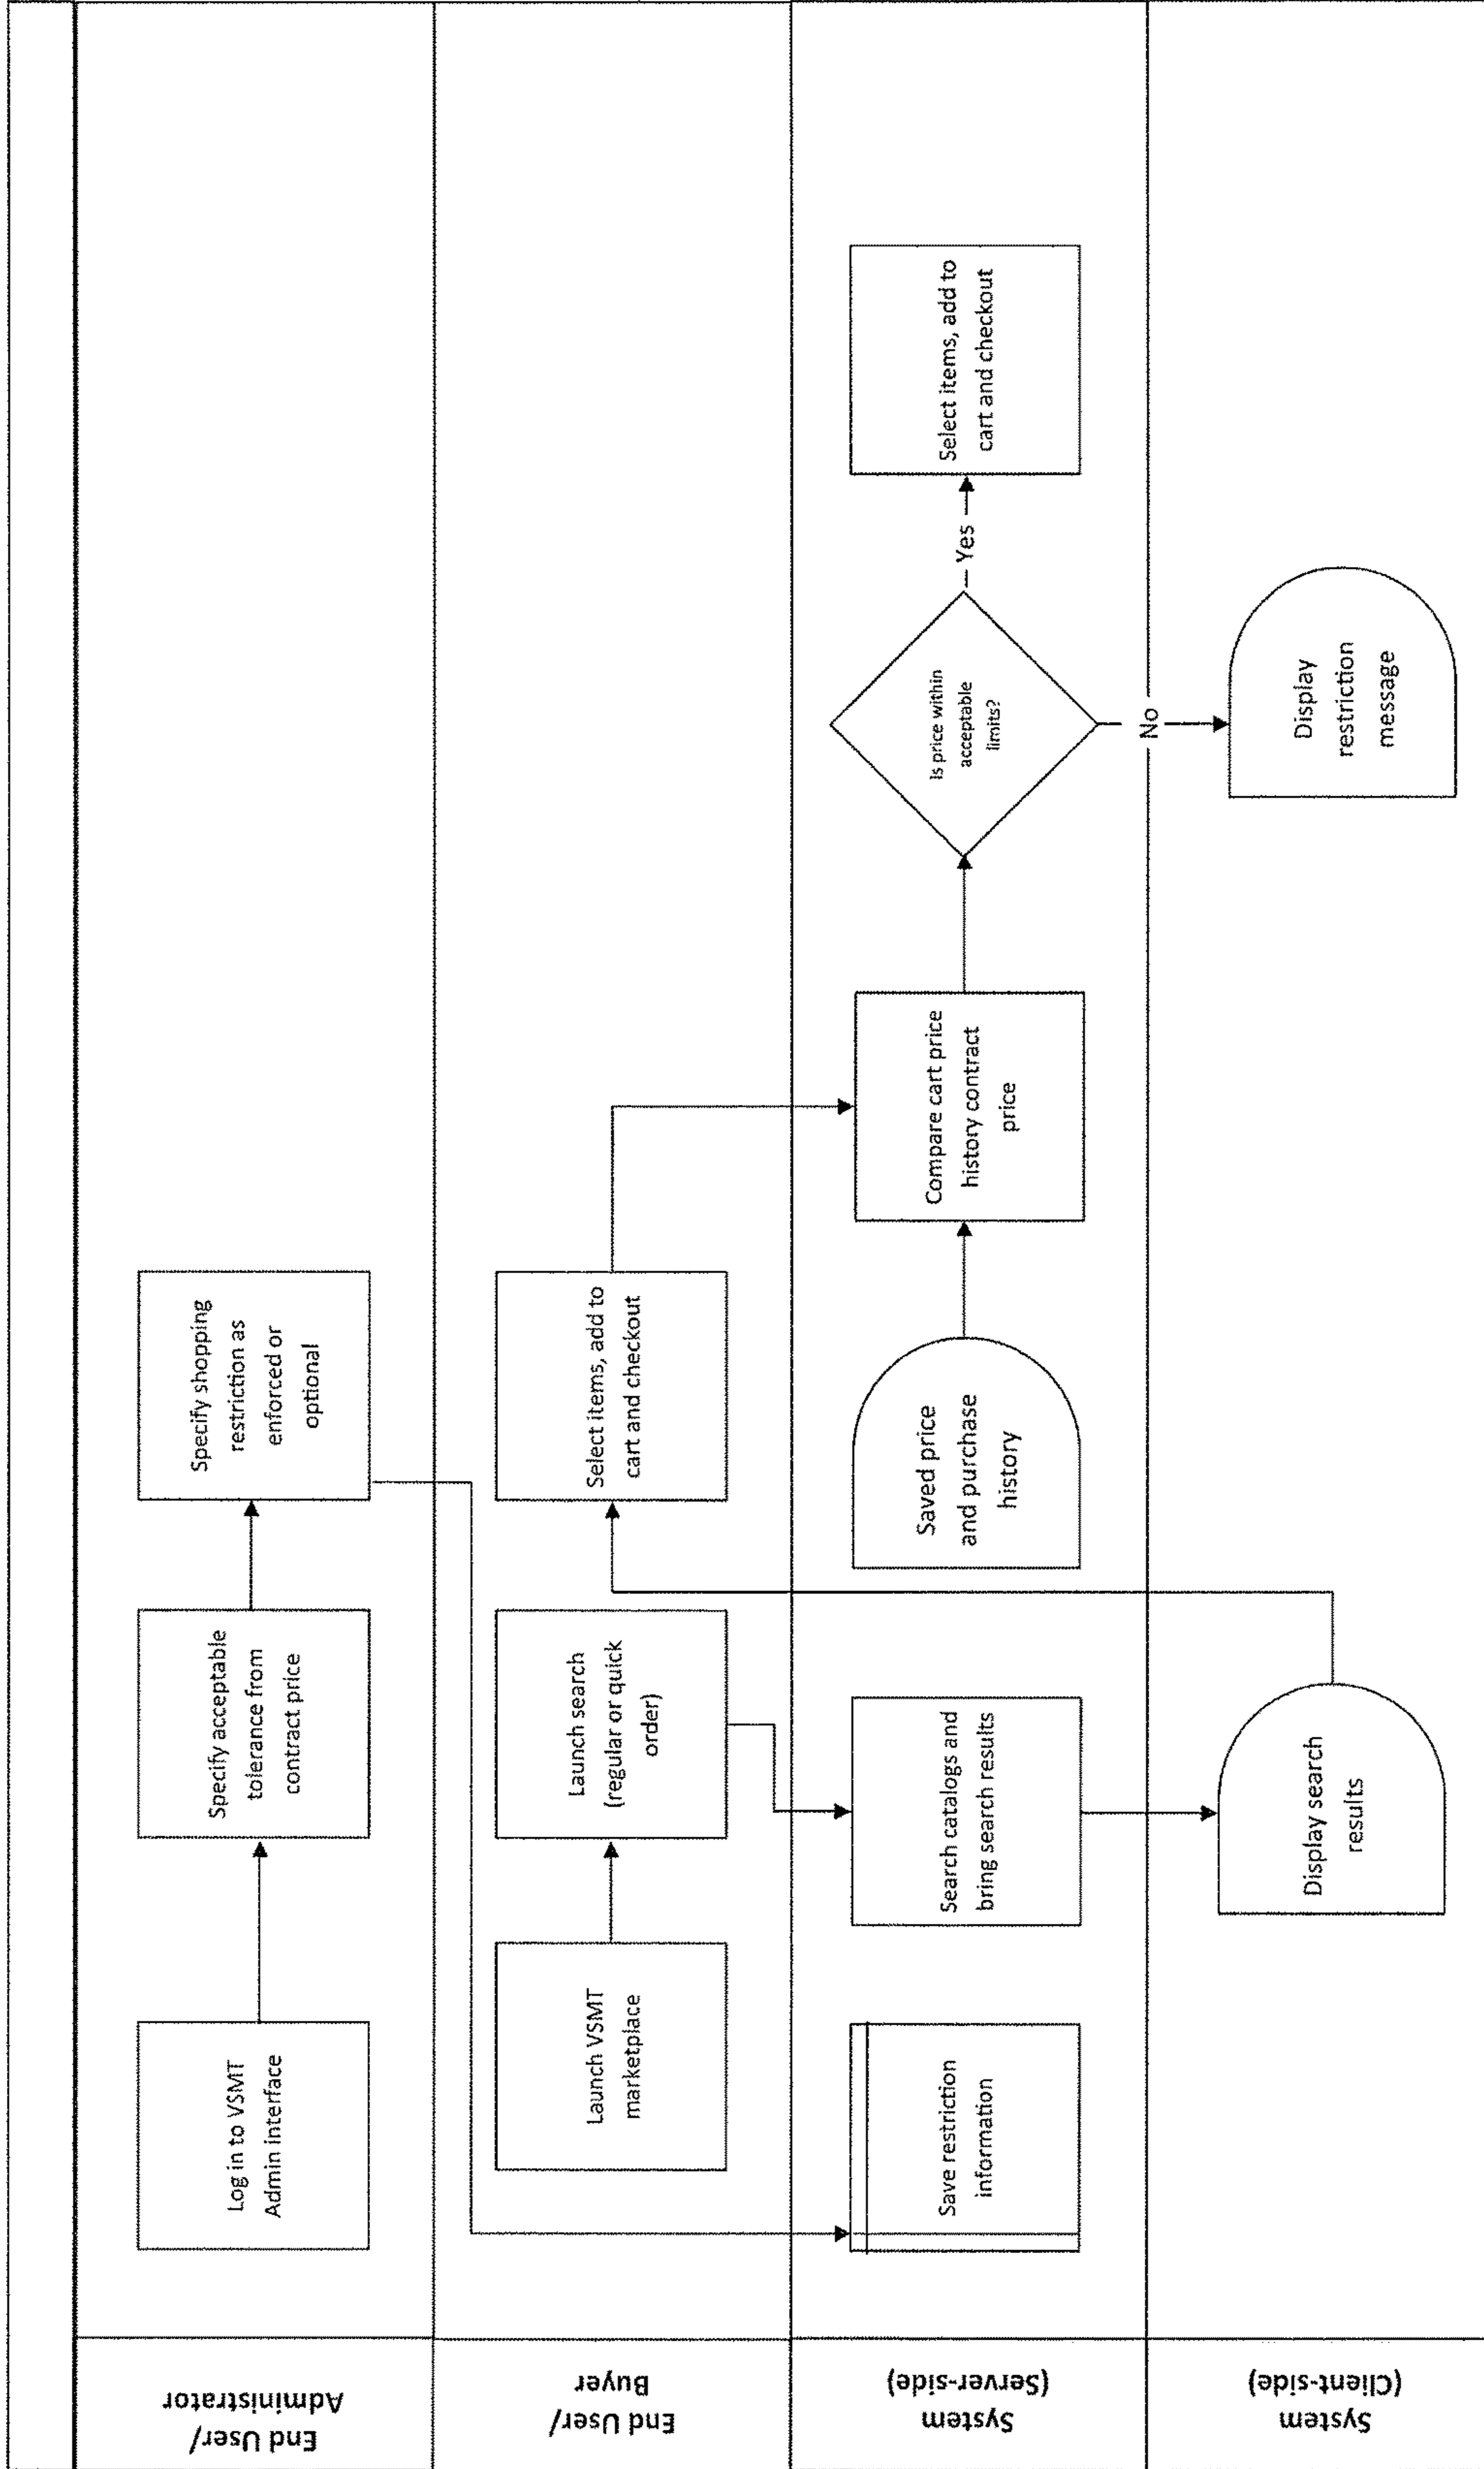 End User/
Administrator
Log in to VSMT
Admin interface
Specify acceptable
tolerance from
contract price
Specify shopping
restriction as
enforced or
optional
End User/
Buyer
Launch VSMT
marketplace
Launch search
(regular or quick
order)
Select items, add to
cart and checkout
System
(Server-side)
Save restriction
information
Search catalogs and
bring search results
Saved price
and purchase
history
Compare cart price
history contract
price
Is price within
acceptable
limits?
Yes
Select items, add to
cart and checkout
No
System
(Client-side)
Display search
results
Display
restriction
message